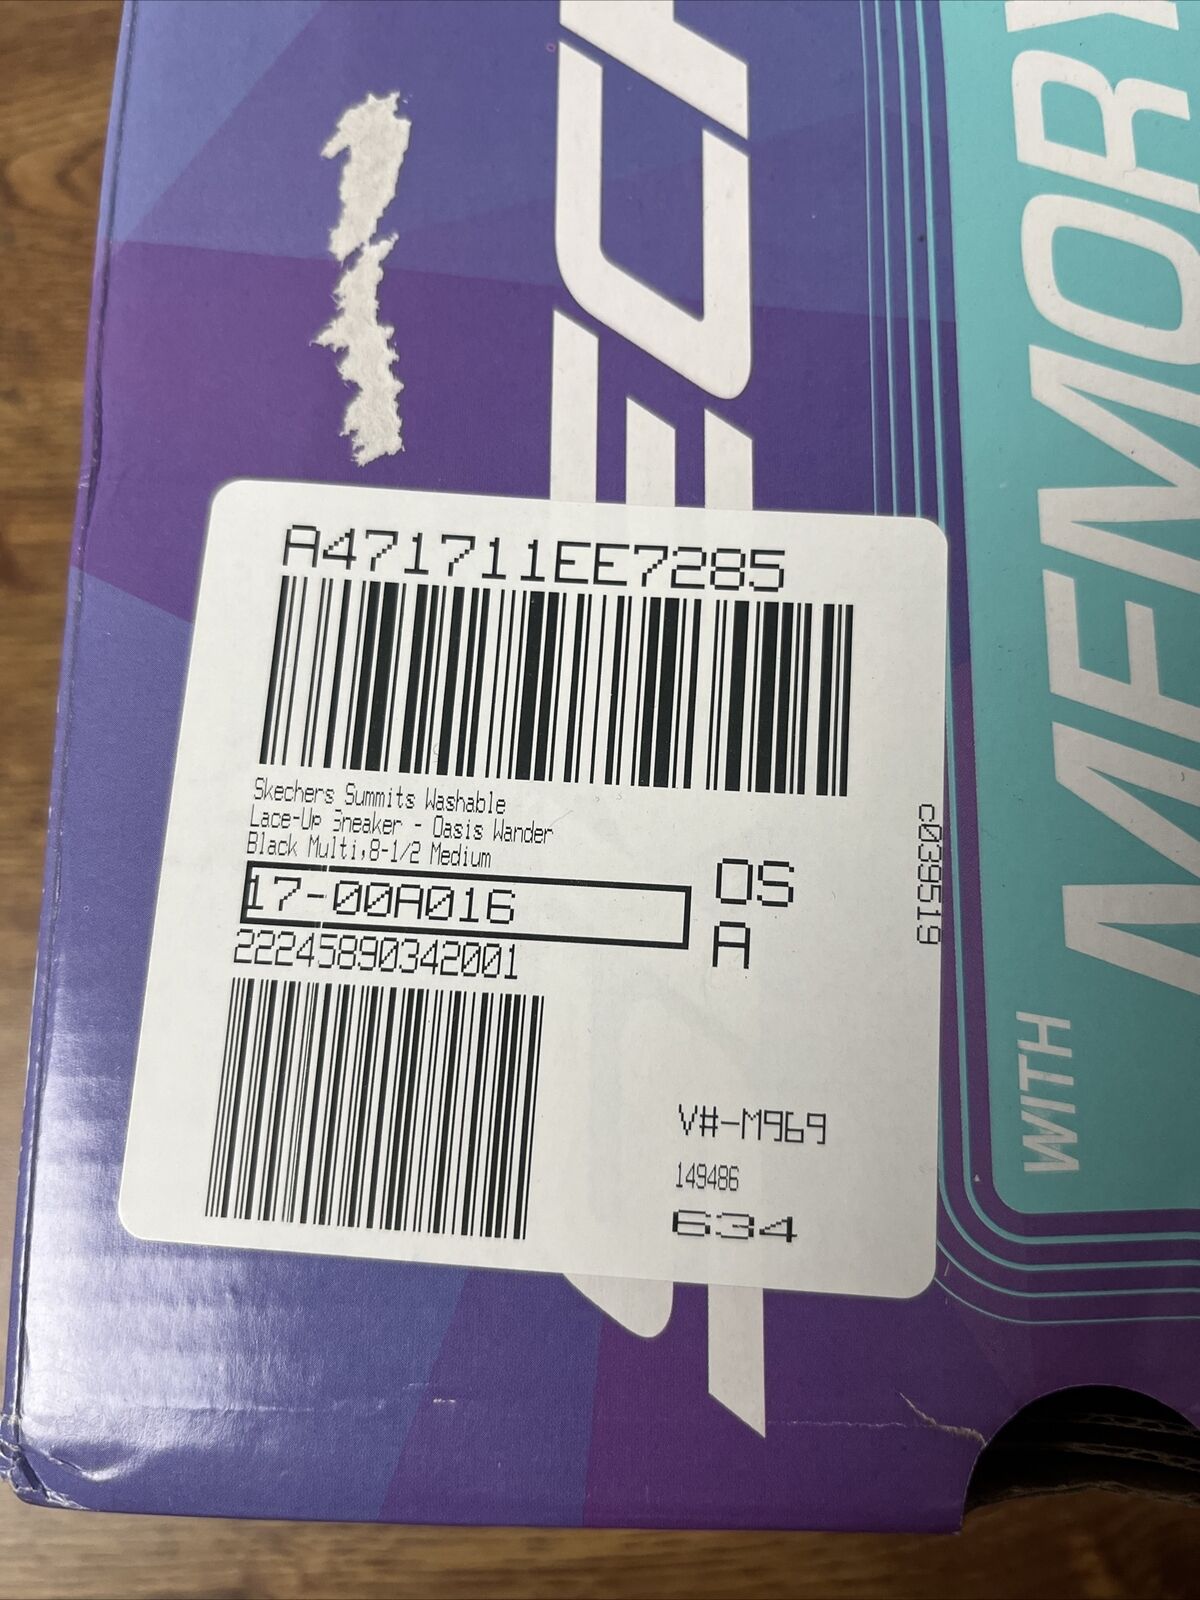 A471711EE7285
Skechers Summits Washable
Lace-Up Sneaker - Oasis Wander
Black Multi,8-1/2 Medium
17-00A016
22245890342001
OS
A
c039519
V#-M969
149486
634
WITH
MEMORY